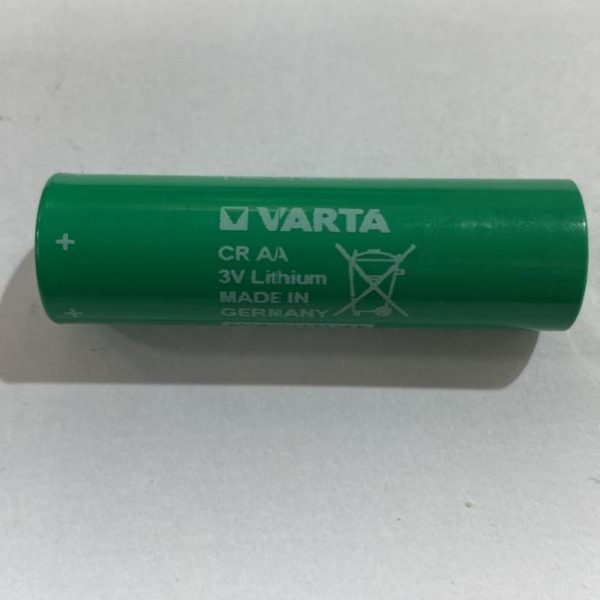 VARTA
CR AA
3V Lithium
MADE IN
GERMANY
+
+